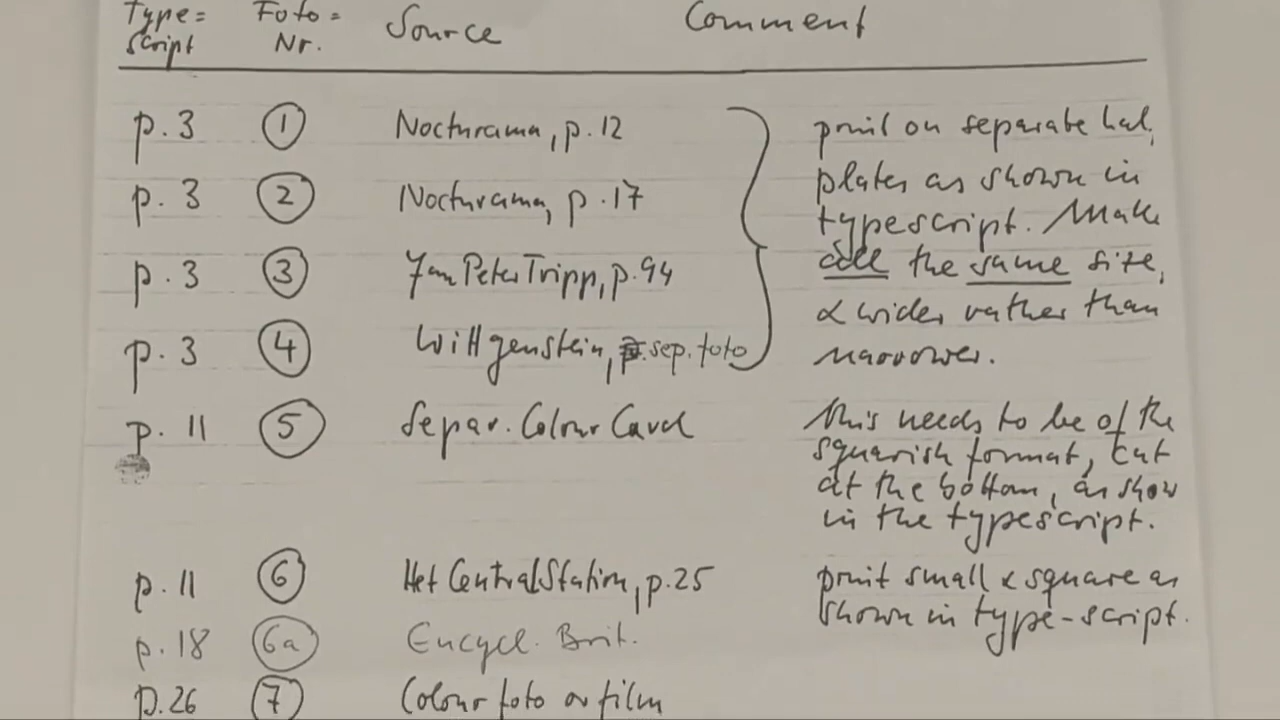 Type= Foto= Source Comment
Script Nr.
p. 3 1 Nocturama, p. 12 print on separate hal,
p. 3 2 Nocturama, p. 17 plates as shown in
typescript. Make
p. 3 3 Jan Peter Tripp, p. 94 all the same size,
& wider rather than
p. 3 4 Wittgenstein, sep. foto narrower.
p. 11 5 Separ. Colour Card this needs to be of the
squarish format, cut
at the bottom, as show
in the typescript.
p. 11 6 Het Central Station, p. 25 print small & square as
shown in type-script.
p. 18 6a Encycl. Brit.
p. 26 7 Colour foto or film